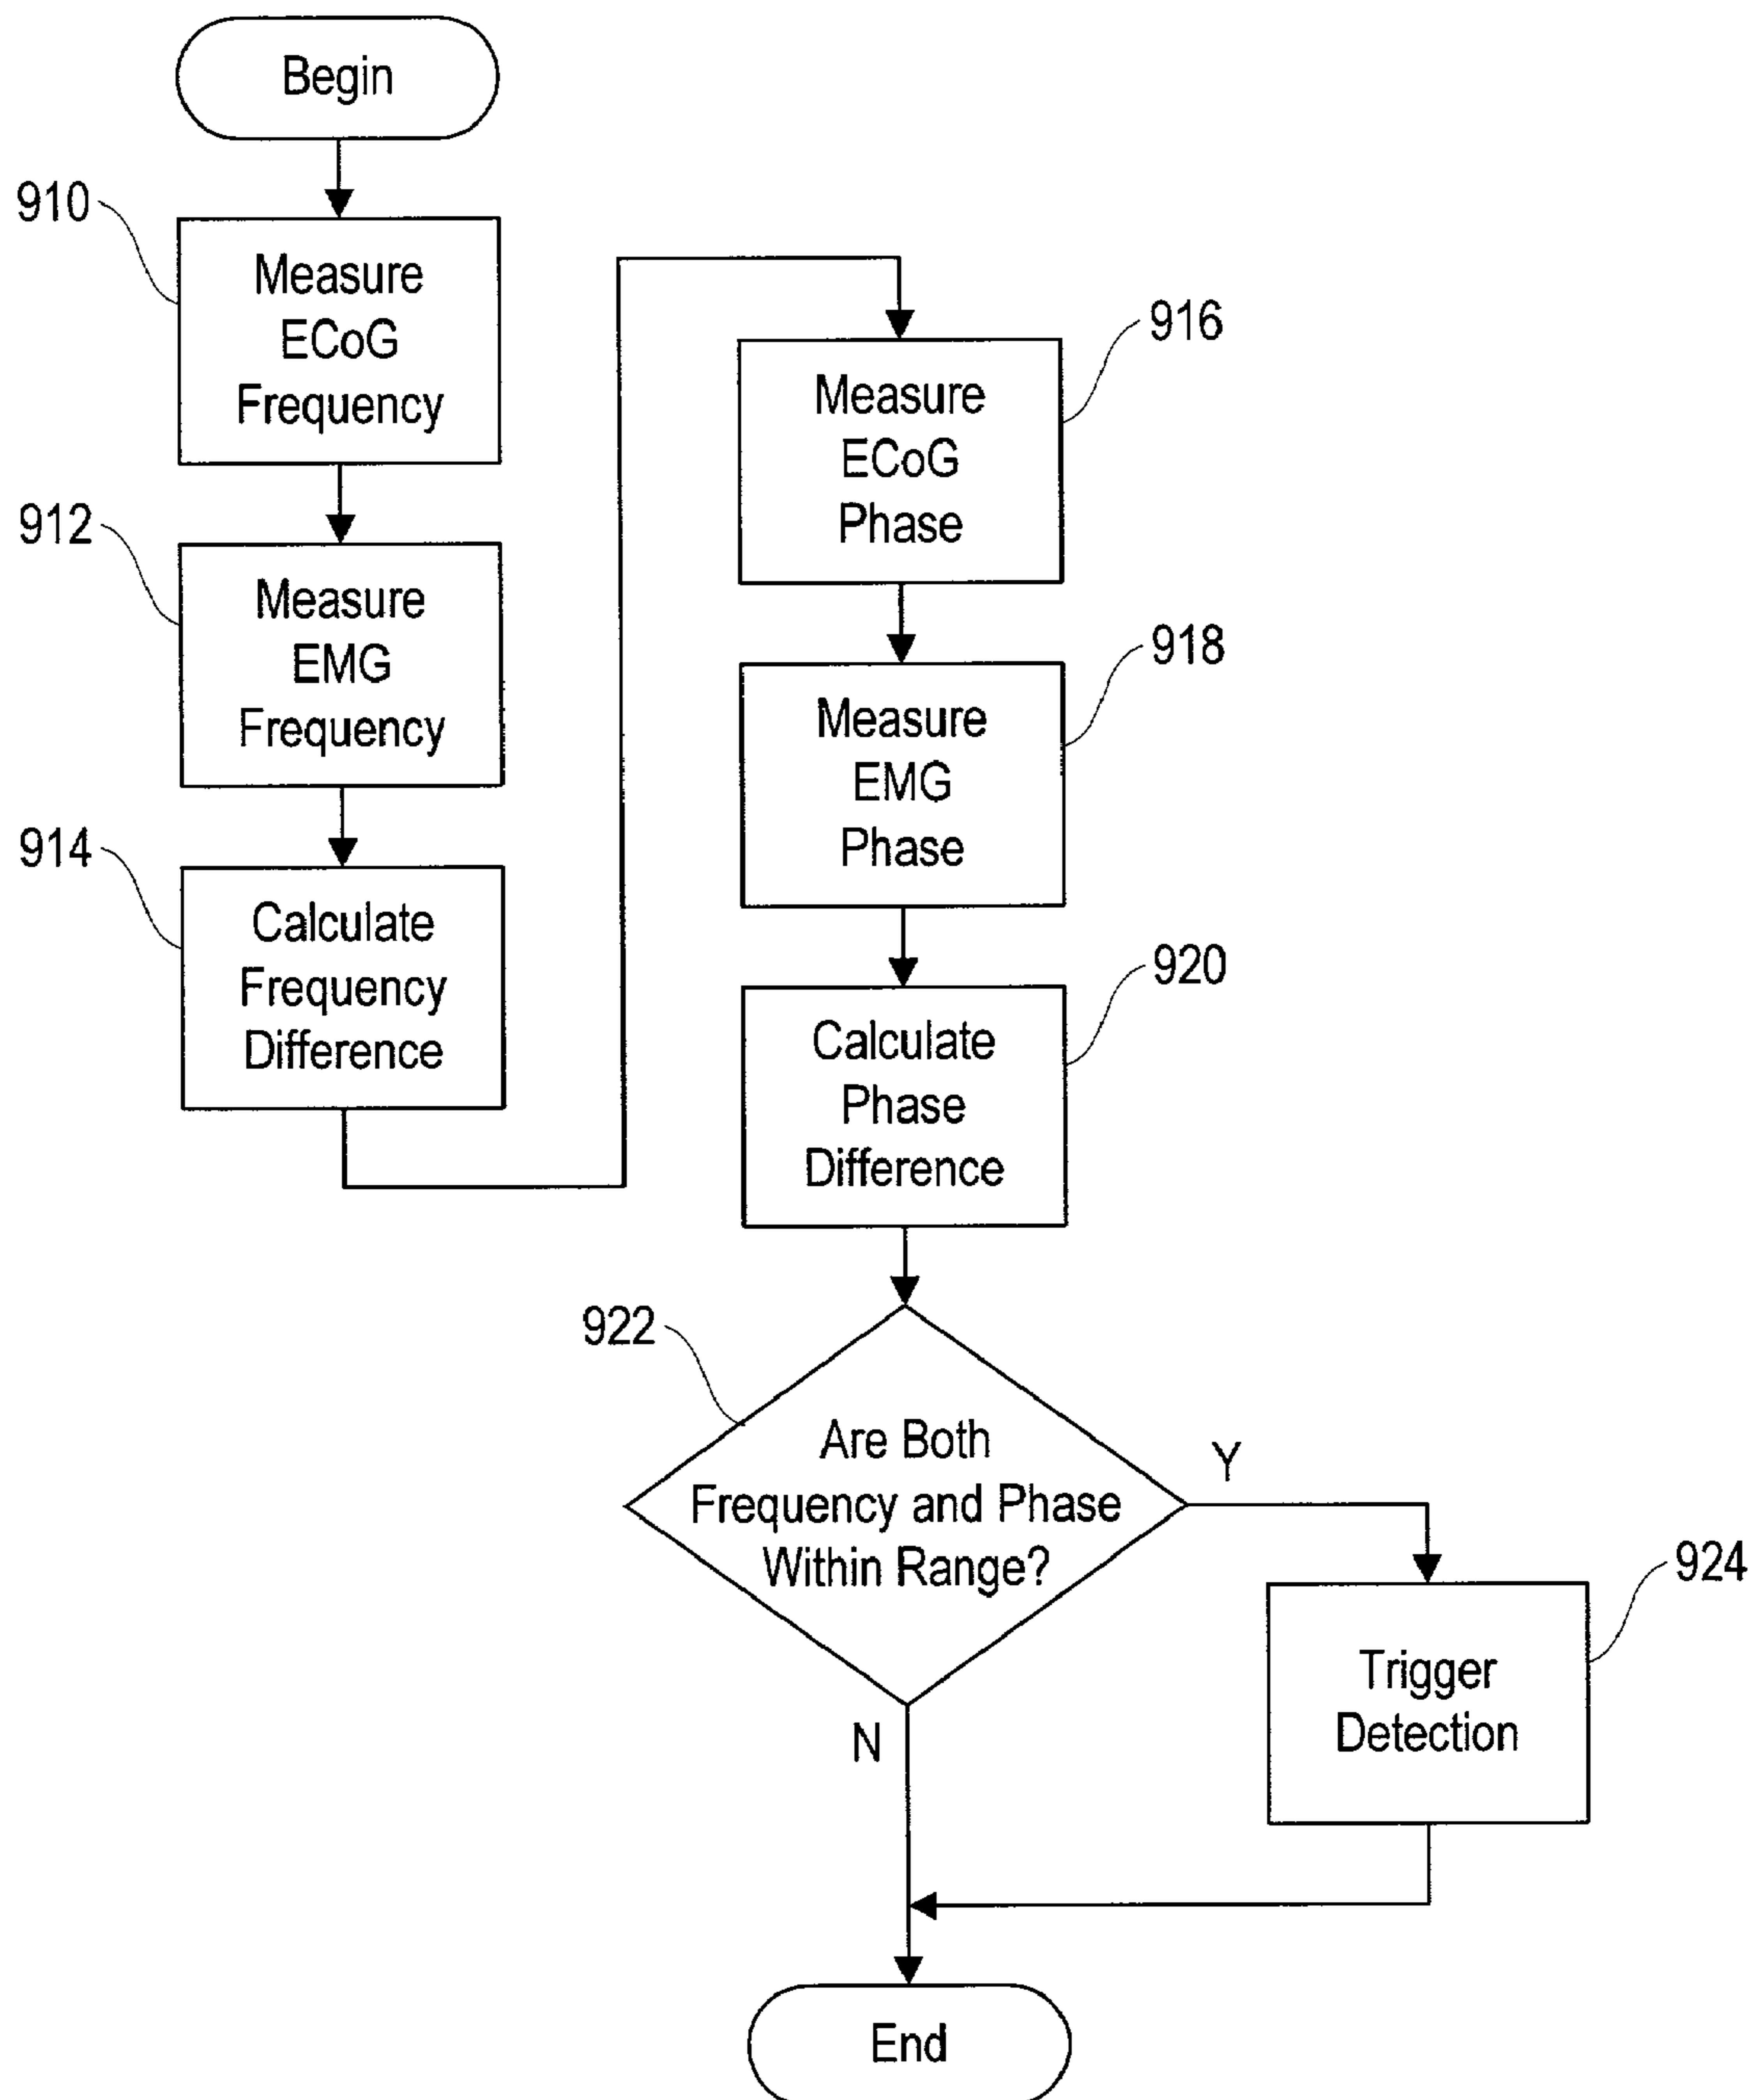 Begin
910
Measure
ECoG
Frequency
912
Measure
EMG
Frequency
914
Calculate
Frequency
Difference
916
Measure
ECoG
Phase
918
Measure
EMG
Phase
920
Calculate
Phase
Difference
922
Are Both
Frequency and Phase
Within Range?
Y
N
924
Trigger
Detection
End